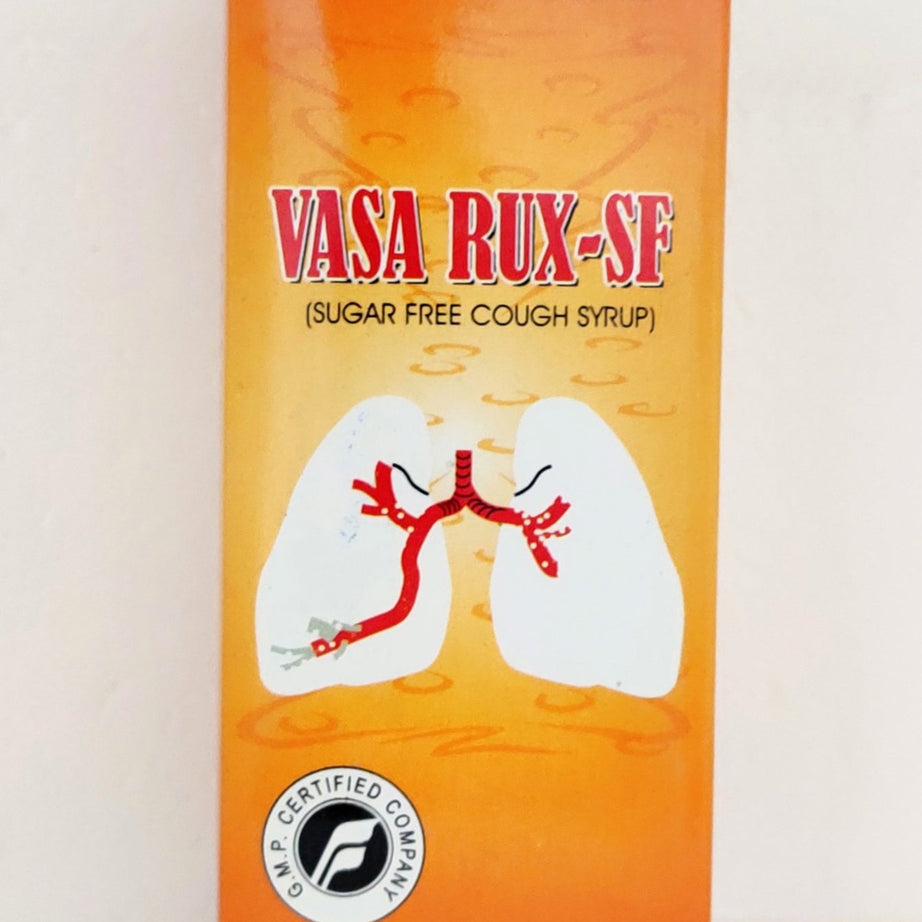 VASA RUX-SF
(SUGAR FREE COUGH SYRUP)
G.M.P. CERTIFIED COMPANY